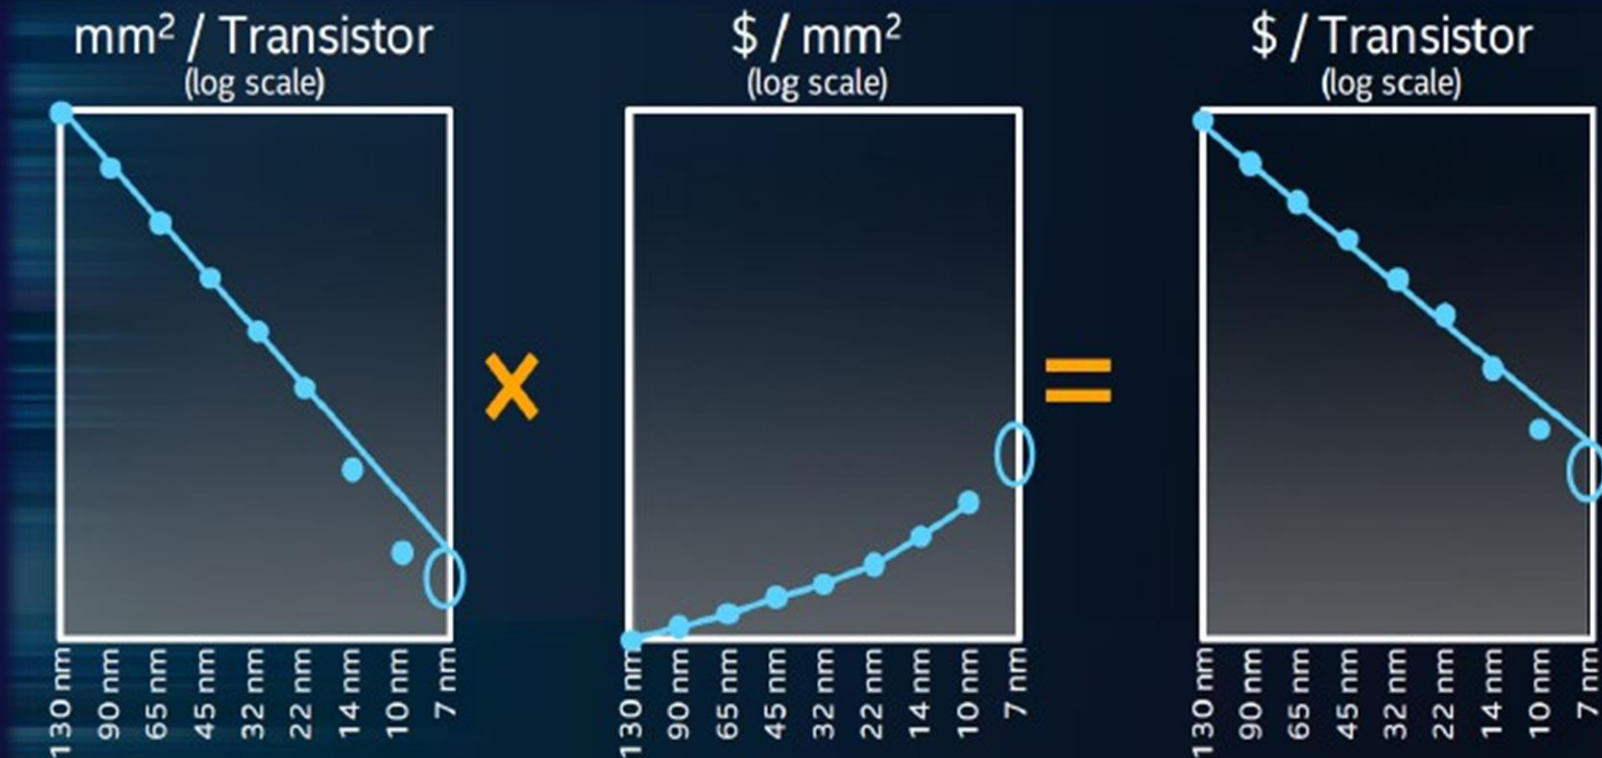 mm² / Transistor
(log scale)
130 nm
90 nm
65 nm
45 nm
32 nm
22 nm
14 nm
10 nm
7 nm
×
$ / mm²
(log scale)
130 nm
90 nm
65 nm
45 nm
32 nm
22 nm
14 nm
10 nm
7 nm
=
$ / Transistor
(log scale)
130 nm
90 nm
65 nm
45 nm
32 nm
22 nm
14 nm
10 nm
7 nm